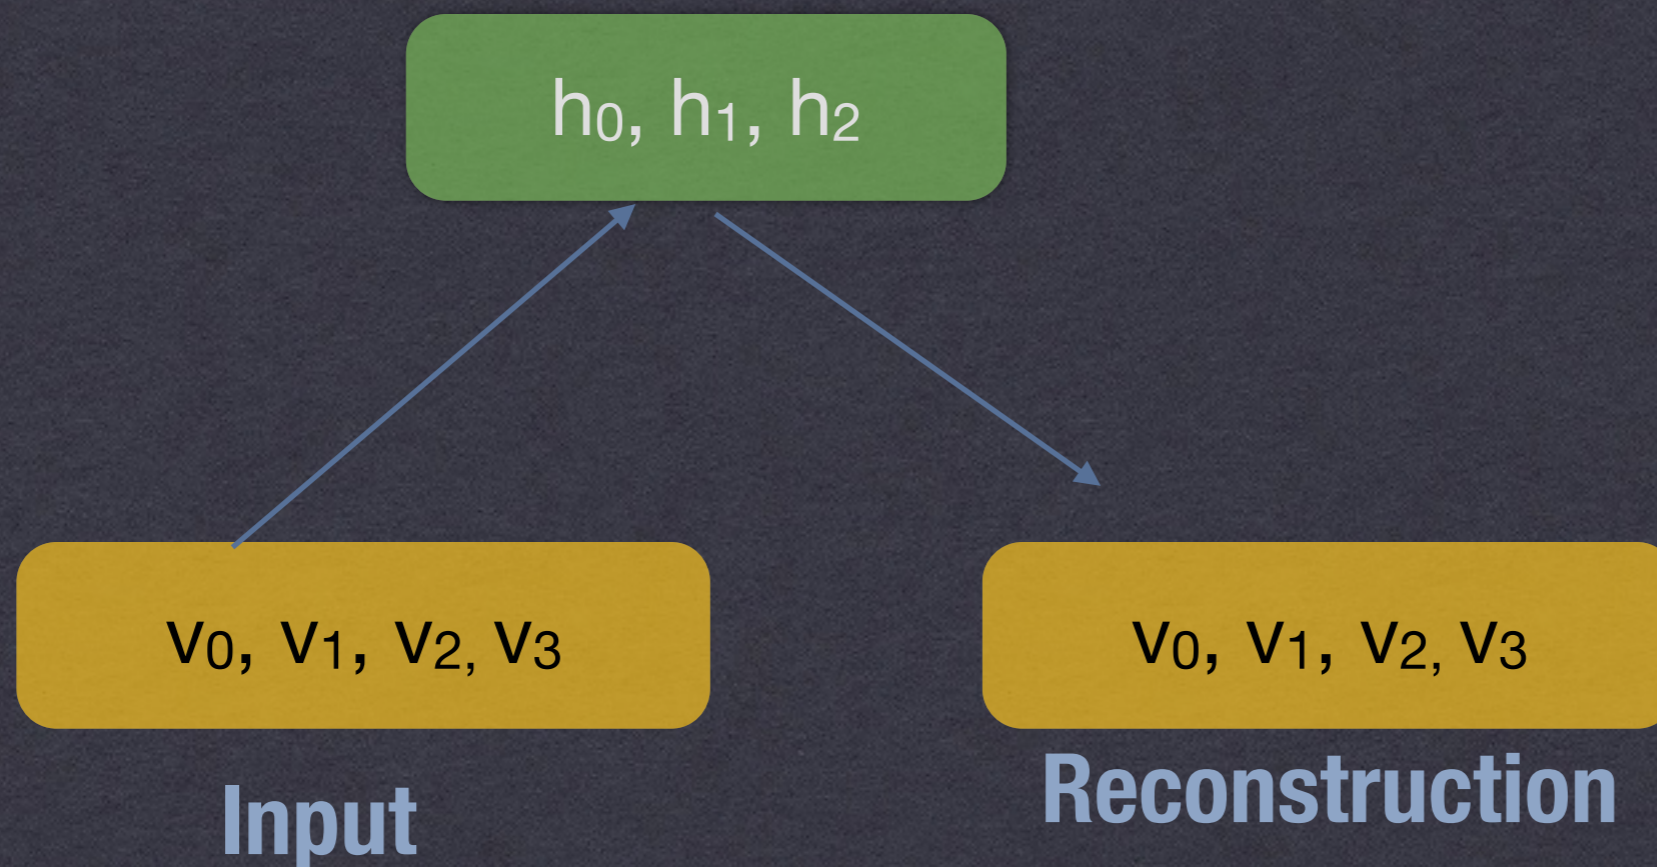 h0, h1, h2
v0, v1, v2, v3
v0, v1, v2, v3
Input
Reconstruction